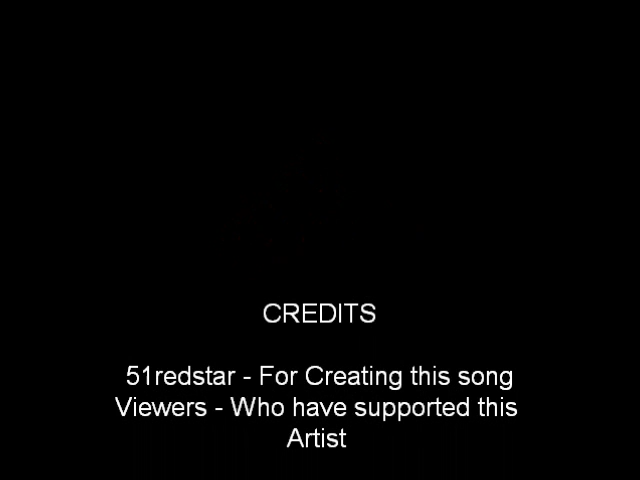 CREDITS
51redstar - For Creating this song
Viewers - Who have supported this
Artist